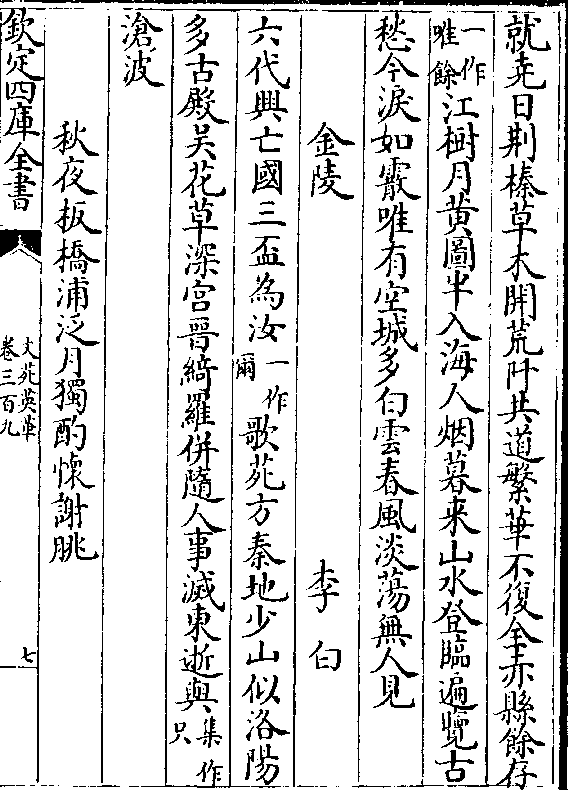 就堯日荆榛草木開荒阡共道繁華不復全赤縣餘存
一作唯餘江樹月黄圖半入海人烟暮来山水登臨遍覽古
愁今淚如霰唯有空城多白雲春風淡蕩無人見
金陵 李白
六代興亡國三盃為汝一作爾歌苑方秦地少山似洛陽
多古殿吴花草深宫晉綺羅併隨人事滅東逝與集作只
滄波
秋夜板橋浦泛月獨酌懷謝朓
欽定四庫全書
文苑英華
卷三百九
七